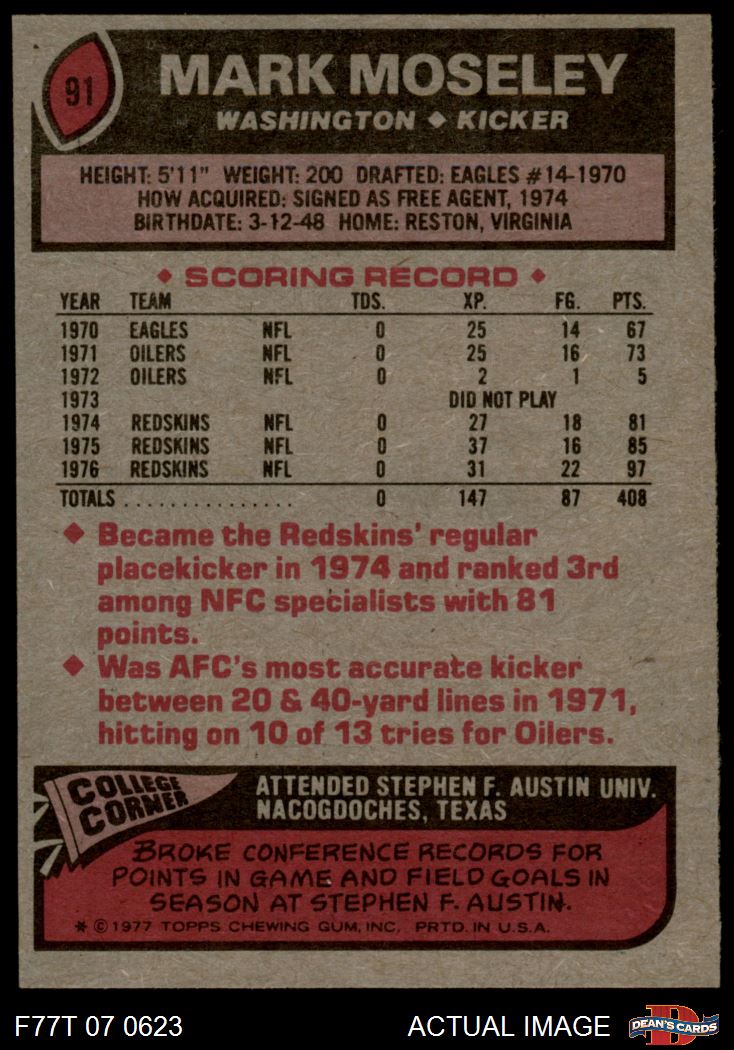 91
MARK MOSELEY
WASHINGTON ◆ KICKER
HEIGHT: 5'11" WEIGHT: 200 DRAFTED: EAGLES #14-1970
HOW ACQUIRED: SIGNED AS FREE AGENT, 1974
BIRTHDATE: 3-12-48 HOME: RESTON, VIRGINIA
◆ SCORING RECORD ◆
YEAR TEAM TDS. XP. FG. PTS.
1970 EAGLES NFL 0 25 14 67
1971 OILERS NFL 0 25 16 73
1972 OILERS NFL 0 2 1 5
1973 DID NOT PLAY
1974 REDSKINS NFL 0 27 18 81
1975 REDSKINS NFL 0 37 16 85
1976 REDSKINS NFL 0 31 22 97
TOTALS ................ 0 147 87 408
◆ Became the Redskins' regular
placekicker in 1974 and ranked 3rd
among NFC specialists with 81
points.
◆ Was AFC's most accurate kicker
between 20 & 40-yard lines in 1971,
hitting on 10 of 13 tries for Oilers.
COLLEGE
CORNER
ATTENDED STEPHEN F. AUSTIN UNIV.
NACOGDOCHES, TEXAS
BROKE CONFERENCE RECORDS FOR
POINTS IN GAME AND FIELD GOALS IN
SEASON AT STEPHEN F. AUSTIN.
* © 1977 TOPPS CHEWING GUM, INC. PRTD. IN U.S.A.
F77T 07 0623 ACTUAL IMAGE
D
DEAN'S CARDS